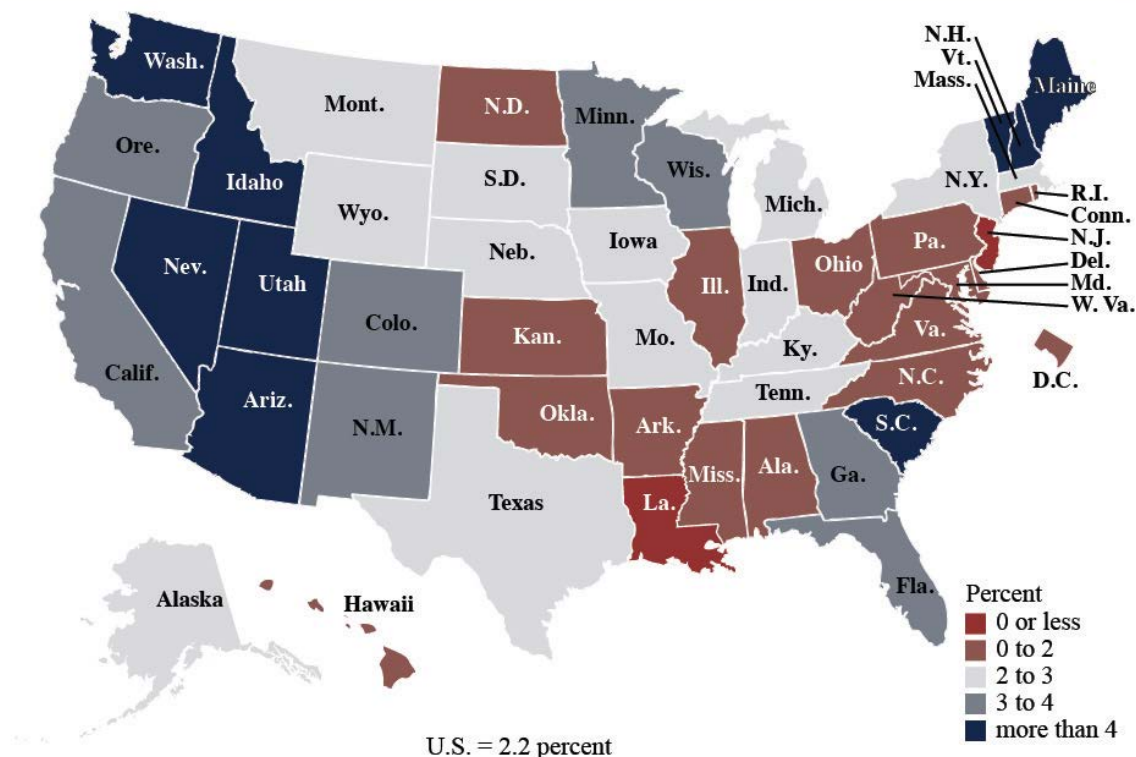 N.H.
Vt.
Mass.
Wash.
Maine
Mont.
N.D.
Minn.
Ore.
Idaho
S.D.
Wis.
N.Y.
Mich.
R.I.
Conn.
N.J.
Del.
Md.
W. Va.
Wyo.
Iowa
Neb.
Pa.
Ohio
Ill.
Ind.
Nev.
Utah
Colo.
Kan.
Mo.
Ky.
Va.
D.C.
Calif.
Ariz.
N.M.
Okla.
Ark.
Tenn.
N.C.
S.C.
Texas
La.
Miss.
Ala.
Ga.
Fla.
Alaska
Hawaii
Percent
0 or less
0 to 2
2 to 3
3 to 4
more than 4
U.S. = 2.2 percent